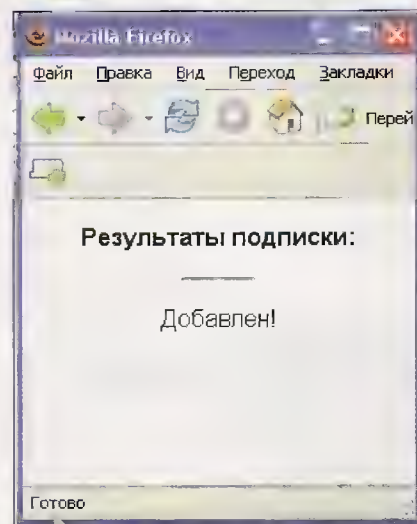 Mozilla Firefox
Файл Правка Вид Переход Закладки
Перей
Результаты подписки:
Добавлен!
Готово